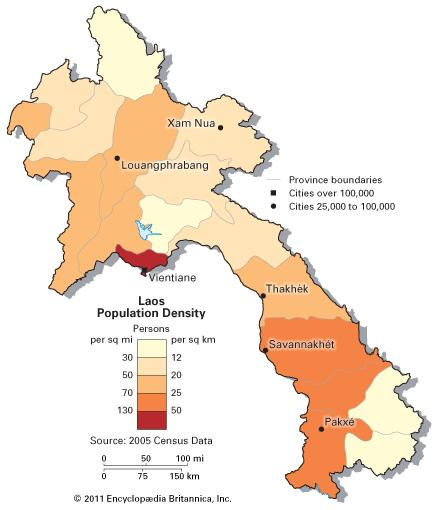 Xam Nua
Louangphrabang
Province boundaries
Cities over 100,000
Cities 25,000 to 100,000
Vientiane
Thakhèk
Savannakhét
Pakxé
Laos
Population Density
Persons
per sq mi per sq km
30 12
50 20
70 25
130 50
Source: 2005 Census Data
0 50 100 mi
0 75 150 km
© 2011 Encyclopædia Britannica, Inc.